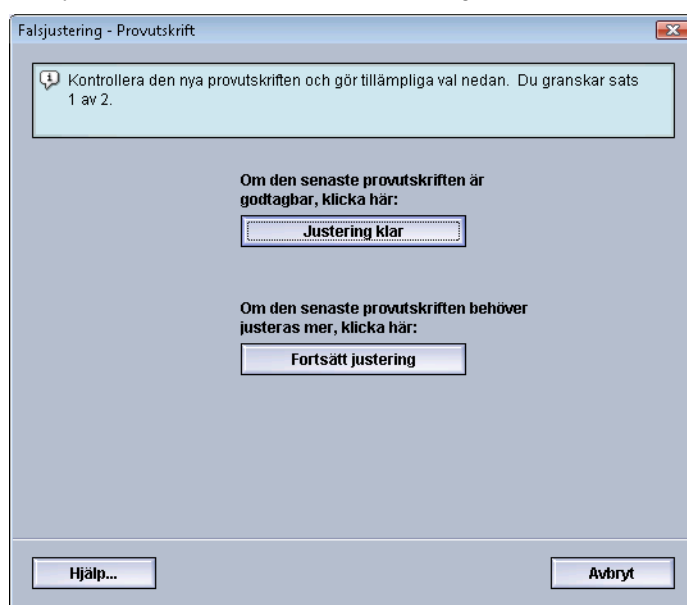 Falsjustering - Provutskrift
Kontrollera den nya provutskriften och gör tillämpliga val nedan. Du granskar sats
1 av 2.
Om den senaste provutskriften är
godtagbar, klicka här:
Justering klar
Om den senaste provutskriften behöver
justeras mer, klicka här:
Fortsätt justering
Hjälp...
Avbryt